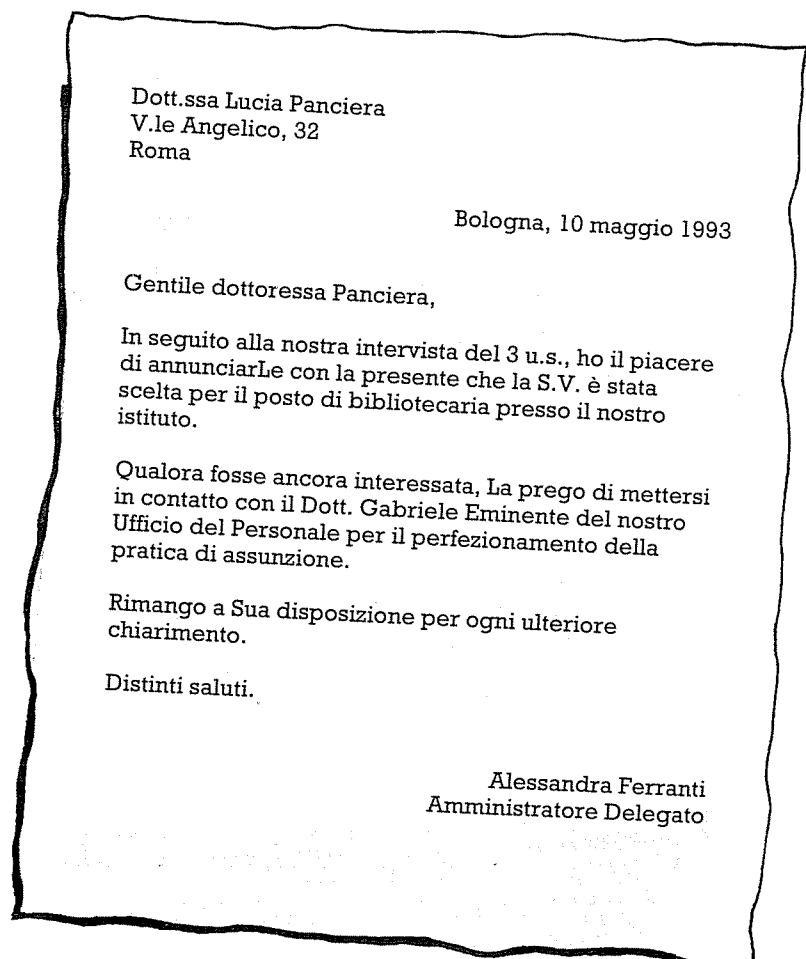 Dott.ssa Lucia Panciera
V.le Angelico, 32
Roma
Bologna, 10 maggio 1993
Gentile dottoressa Panciera,
In seguito alla nostra intervista del 3 u.s., ho il piacere
di annunciarLe con la presente che la S.V. è stata
scelta per il posto di bibliotecaria presso il nostro
istituto.
Qualora fosse ancora interessata, La prego di mettersi
in contatto con il Dott. Gabriele Eminente del nostro
Ufficio del Personale per il perfezionamento della
pratica di assunzione.
Rimango a Sua disposizione per ogni ulteriore
chiarimento.
Distinti saluti.
Alessandra Ferranti
Amministratore Delegato